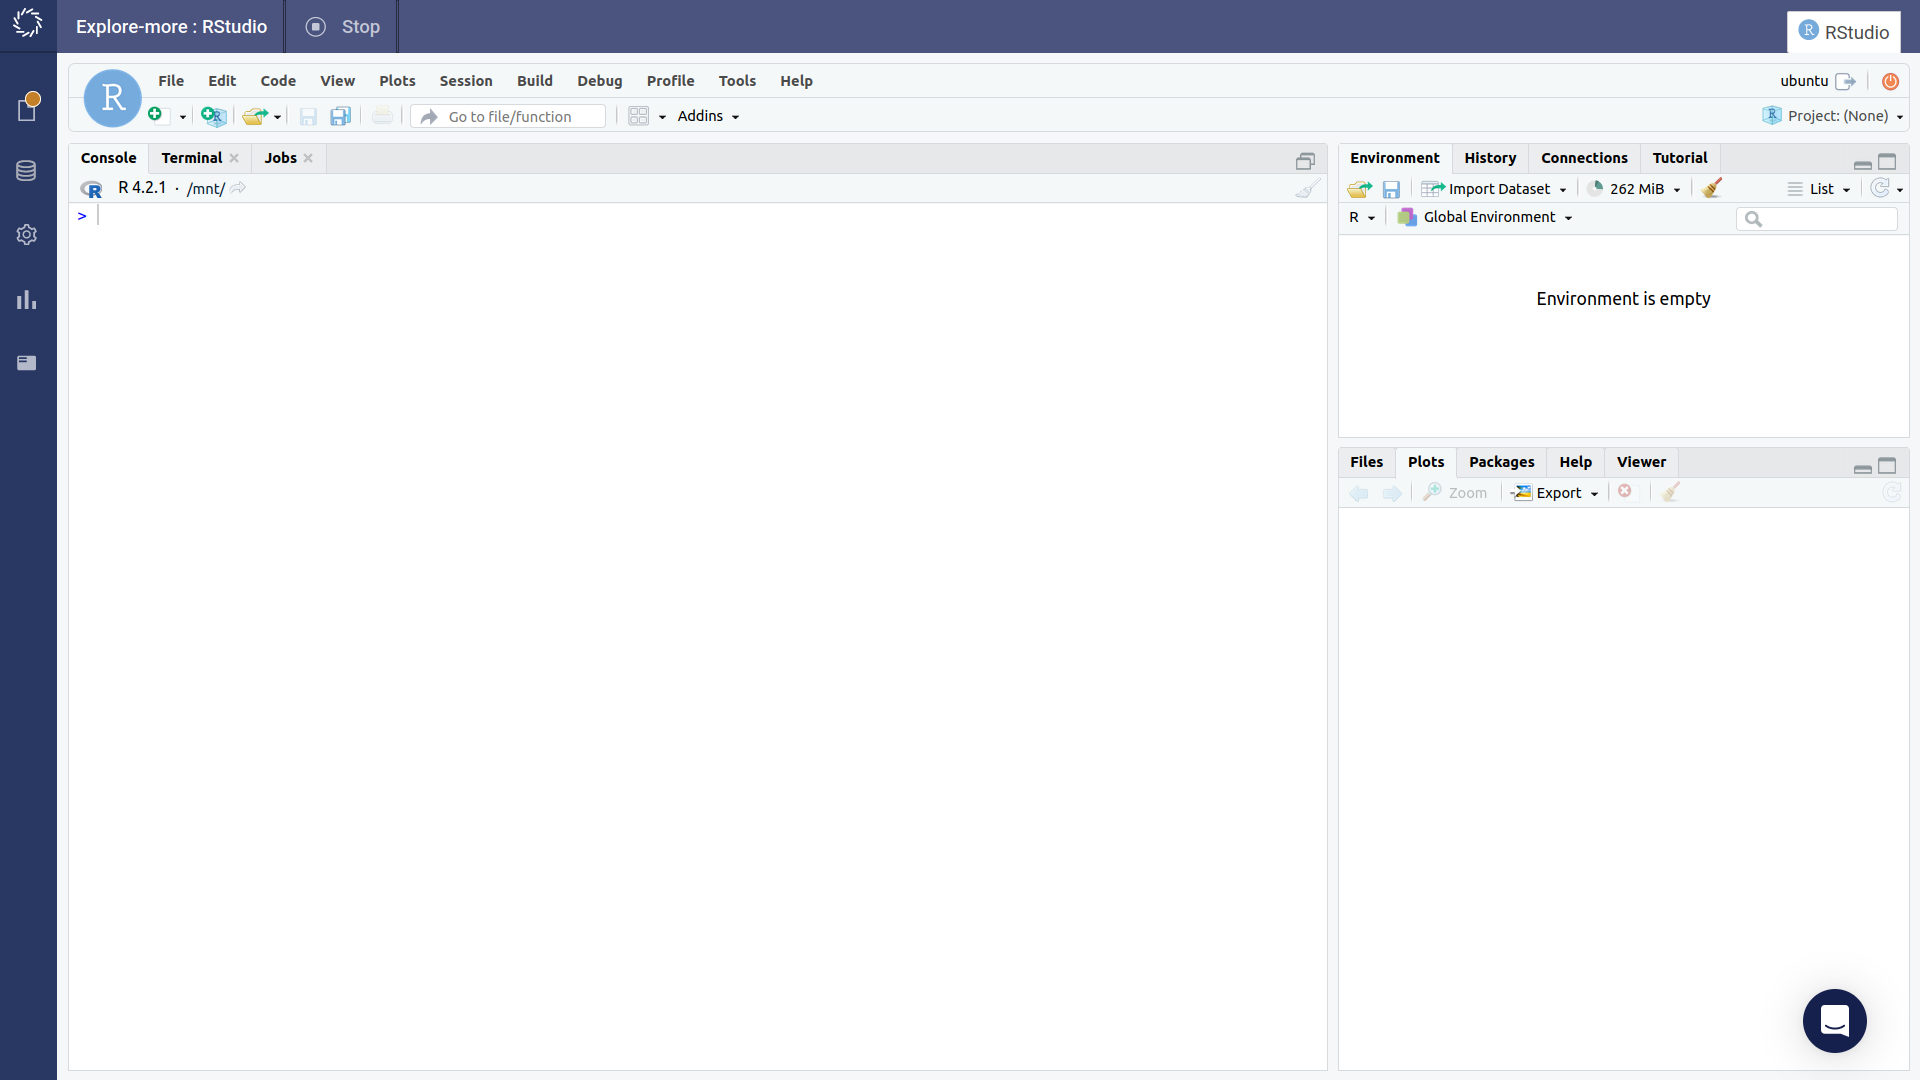 Explore-more : RStudio
Stop
R RStudio
R
File Edit Code View Plots Session Build Debug Profile Tools Help
ubuntu
Go to file/function
Addins
R Project: (None)
Console Terminal Jobs
R R 4.2.1 · /mnt/
>
Environment History Connections Tutorial
Import Dataset 262 MiB List
R Global Environment
Environment is empty
Files Plots Packages Help Viewer
Zoom Export